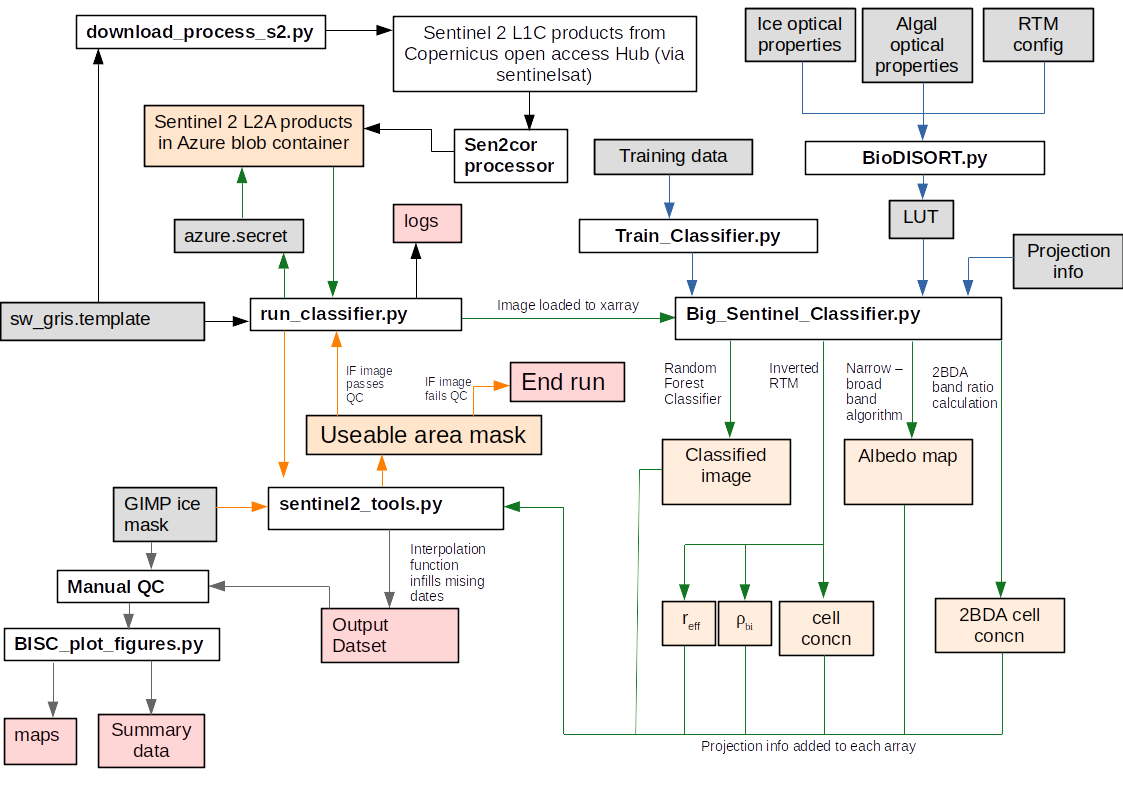 download_process_s2.py
Sentinel 2 L1C products from
Copernicus open access Hub (via
sentinelsat)
Ice optical
properties
Algal
optical
properties
RTM
config
Sentinel 2 L2A products
in Azure blob container
Sen2cor
processor
Training data
BioDISORT.py
azure.secret
logs
Train_Classifier.py
LUT
Projection
info
sw_gris.template
run_classifier.py
Image loaded to xarray
Big_Sentinel_Classifier.py
IF image
passes
QC
IF image
fails QC
End run
Random
Forest
Classifier
Inverted
RTM
Narrow –
broad
band
algorithm
2BDA
band ratio
calculation
Useable area mask
Classified
image
Albedo map
GIMP ice
mask
sentinel2_tools.py
Interpolation
function
infills mising
dates
Manual QC
Output
Datset
BISC_plot_figures.py
r eff
ρ bi
cell
concn
2BDA cell
concn
maps
Summary
data
Projection info added to each array